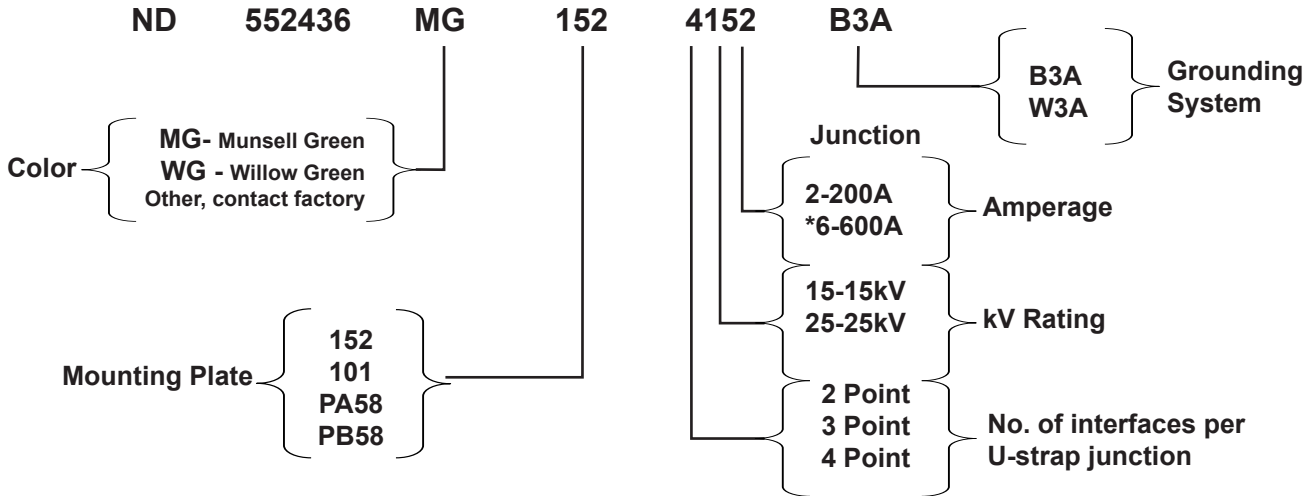 ND 552436 MG 152 4152 B3A
B3A
W3A
Grounding
System
Color
MG- Munsell Green
WG - Willow Green
Other, contact factory
Junction
2-200A
*6-600A
Amperage
15-15kV
25-25kV
kV Rating
Mounting Plate
152
101
PA58
PB58
2 Point
3 Point
4 Point
No. of interfaces per
U-strap junction